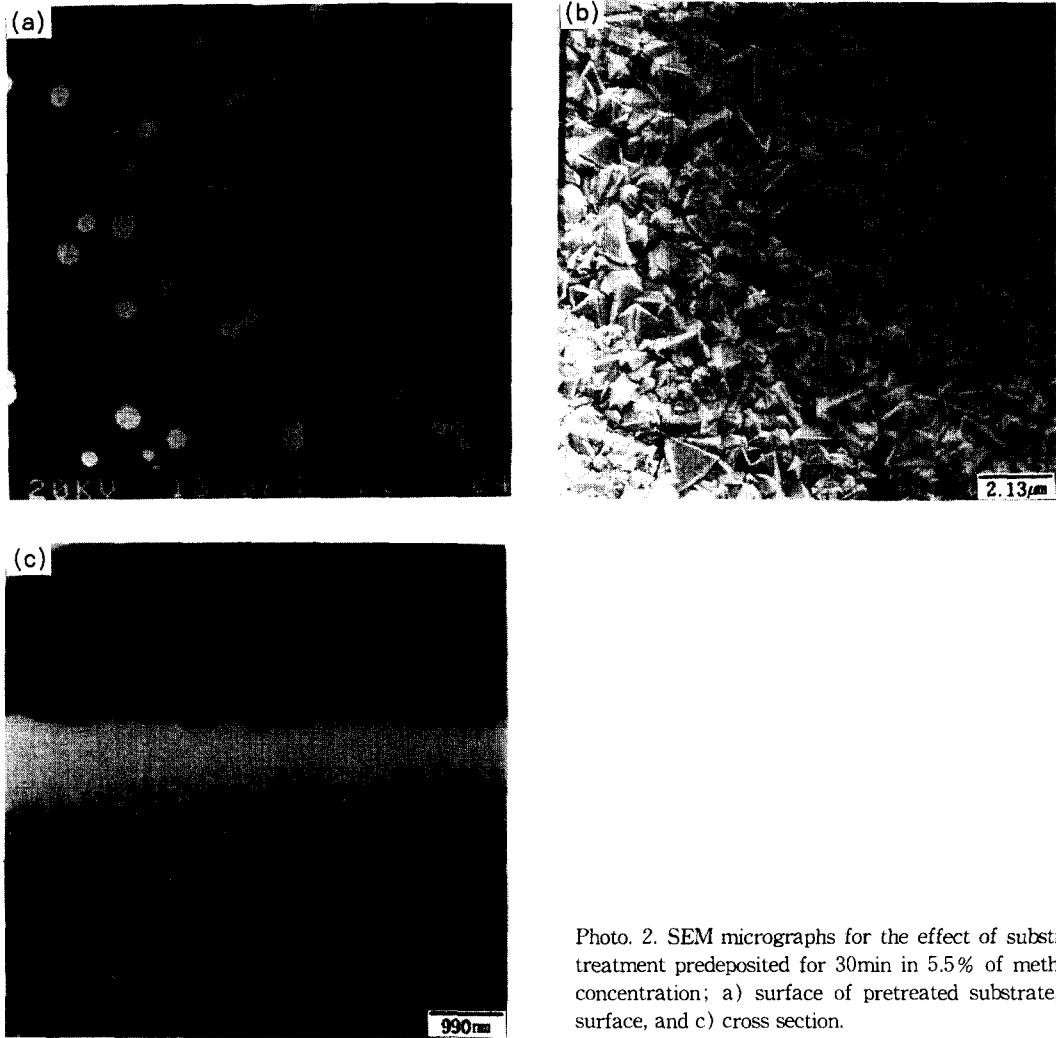 (a)
(b)
20KV
2.13μm
(c)
990nm
Photo. 2. SEM micrographs for the effect of substr
treatment predeposited for 30min in 5.5% of meth
concentration; a) surface of pretreated substrate
surface, and c) cross section.